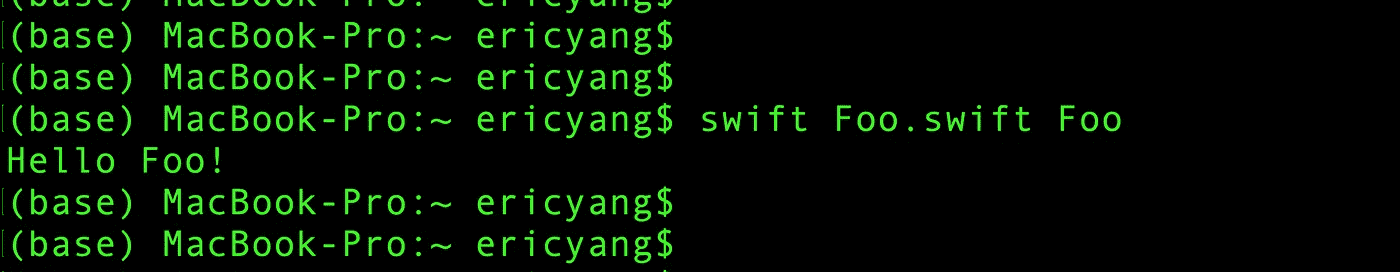 (base) MacBook-Pro:~ ericyang$
(base) MacBook-Pro:~ ericyang$
(base) MacBook-Pro:~ ericyang$
(base) MacBook-Pro:~ ericyang$ swift Foo.swift Foo
Hello Foo!
(base) MacBook-Pro:~ ericyang$
(base) MacBook-Pro:~ ericyang$